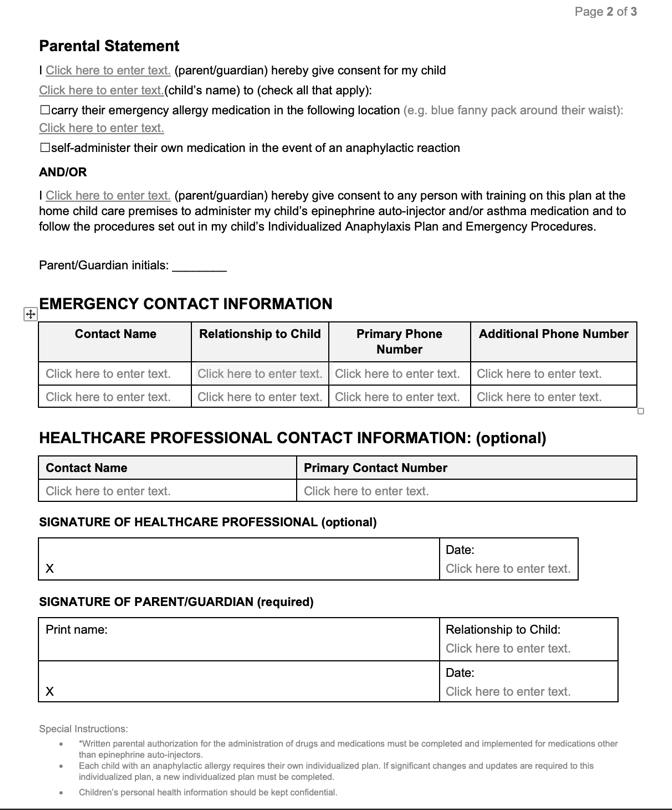 Page 2 of 3
Parental Statement
I Click here to enter text. (parent/guardian) hereby give consent for my child
Click here to enter text.(child's name) to (check all that apply):
☐carry their emergency allergy medication in the following location (e.g. blue fanny pack around their waist):
Click here to enter text.
☐self-administer their own medication in the event of an anaphylactic reaction
AND/OR
I Click here to enter text. (parent/guardian) hereby give consent to any person with training on this plan at the
home child care premises to administer my child's epinephrine auto-injector and/or asthma medication and to
follow the procedures set out in my child's Individualized Anaphylaxis Plan and Emergency Procedures.
Parent/Guardian initials: ________
EMERGENCY CONTACT INFORMATION
Contact Name Relationship to Child Primary Phone Number Additional Phone Number
Click here to enter text. Click here to enter text. Click here to enter text. Click here to enter text.
Click here to enter text. Click here to enter text. Click here to enter text. Click here to enter text.
HEALTHCARE PROFESSIONAL CONTACT INFORMATION: (optional)
Contact Name Primary Contact Number
Click here to enter text. Click here to enter text.
SIGNATURE OF HEALTHCARE PROFESSIONAL (optional)
Date:
X Click here to enter text.
SIGNATURE OF PARENT/GUARDIAN (required)
Print name: Relationship to Child:
Click here to enter text.
Date:
X Click here to enter text.
Special Instructions:
• *Written parental authorization for the administration of drugs and medications must be completed and implemented for medications other
than epinephrine auto-injectors.
• Each child with an anaphylactic allergy requires their own individualized plan. If significant changes and updates are required to this
individualized plan, a new individualized plan must be completed.
• Children's personal health information should be kept confidential.